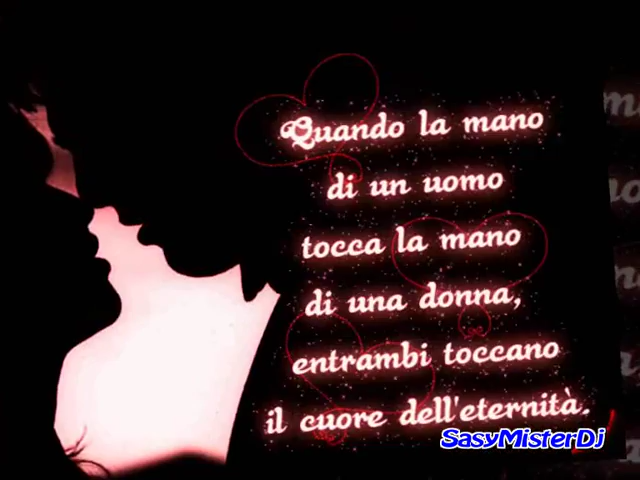 Quando la mano
di un uomo
tocca la mano
di una donna,
entrambi toccano
il cuore dell'eternità.
SasyMisterDj